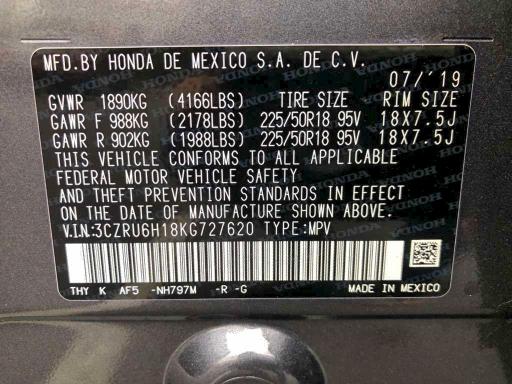 MFD.BY HONDA DE MEXICO S.A. DE C.V.
07/'19
GVWR 1890KG (4166LBS) TIRE SIZE RIM SIZE
GAWR F 988KG (2178LBS) 225/50R18 95V 18X7.5J
GAWR R 902KG (1988LBS) 225/50R18 95V 18X7.5J
THIS VEHICLE CONFORMS TO ALL APPLICABLE
FEDERAL MOTOR VEHICLE SAFETY
AND THEFT PREVENTION STANDARDS IN EFFECT
ON THE DATE OF MANUFACTURE SHOWN ABOVE.
V.I.N:3CZRU6H18KG727620 TYPE:MPV
THY K AF5 -NH797M -R -G MADE IN MEXICO